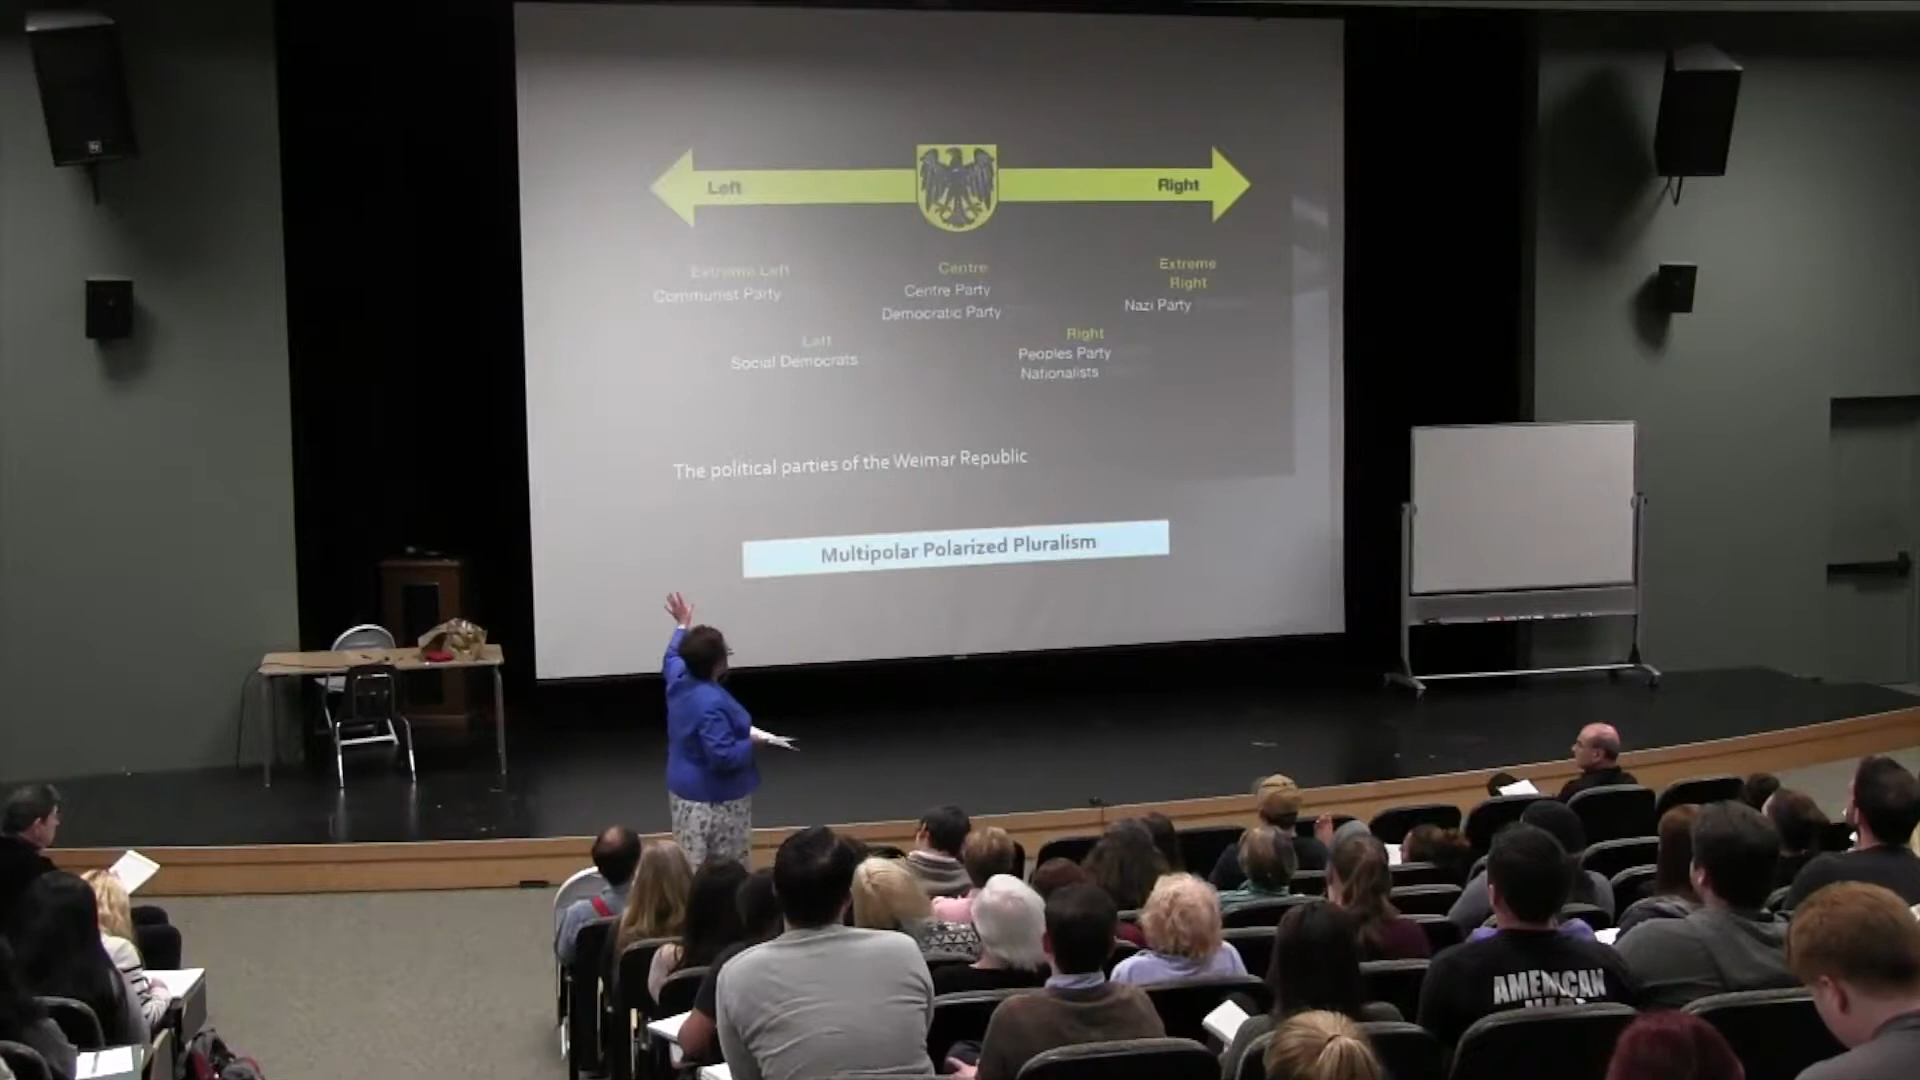 Left
Right
Extreme Left
Communist Party
Centre
Centre Party
Democratic Party
Extreme
Right
Nazi Party
Left
Social Democrats
Right
Peoples Party
Nationalists
The political parties of the Weimar Republic
Multipolar Polarized Pluralism
AMERICAN